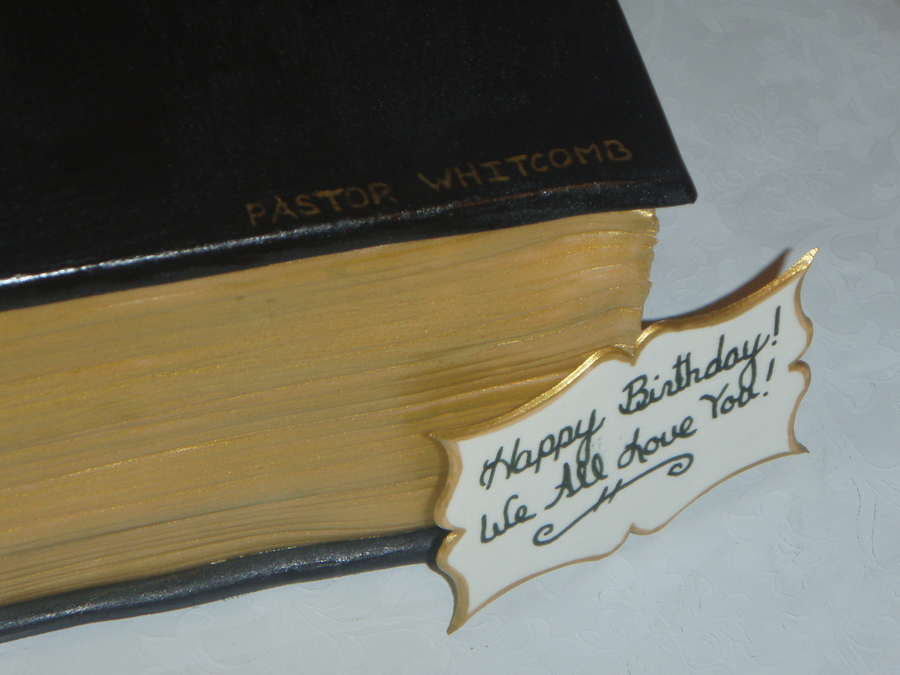 PASTOR WHITCOMB
Happy Birthday!
We All Love You!